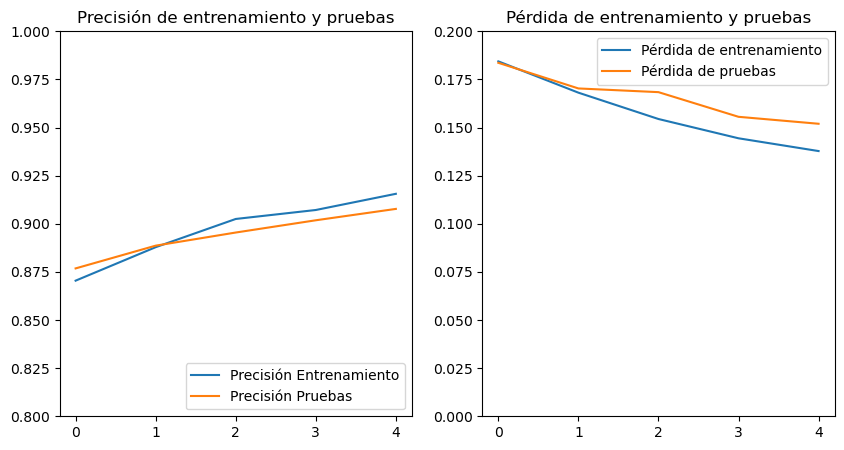 Precisión de entrenamiento y pruebas
1.000
0.975
0.950
0.925
0.900
0.875
0.850
0.825
0.800
0 1 2 3 4
Precisión Entrenamiento
Precisión Pruebas
Pérdida de entrenamiento y pruebas
0.200
0.175
0.150
0.125
0.100
0.075
0.050
0.025
0.000
0 1 2 3 4
Pérdida de entrenamiento
Pérdida de pruebas